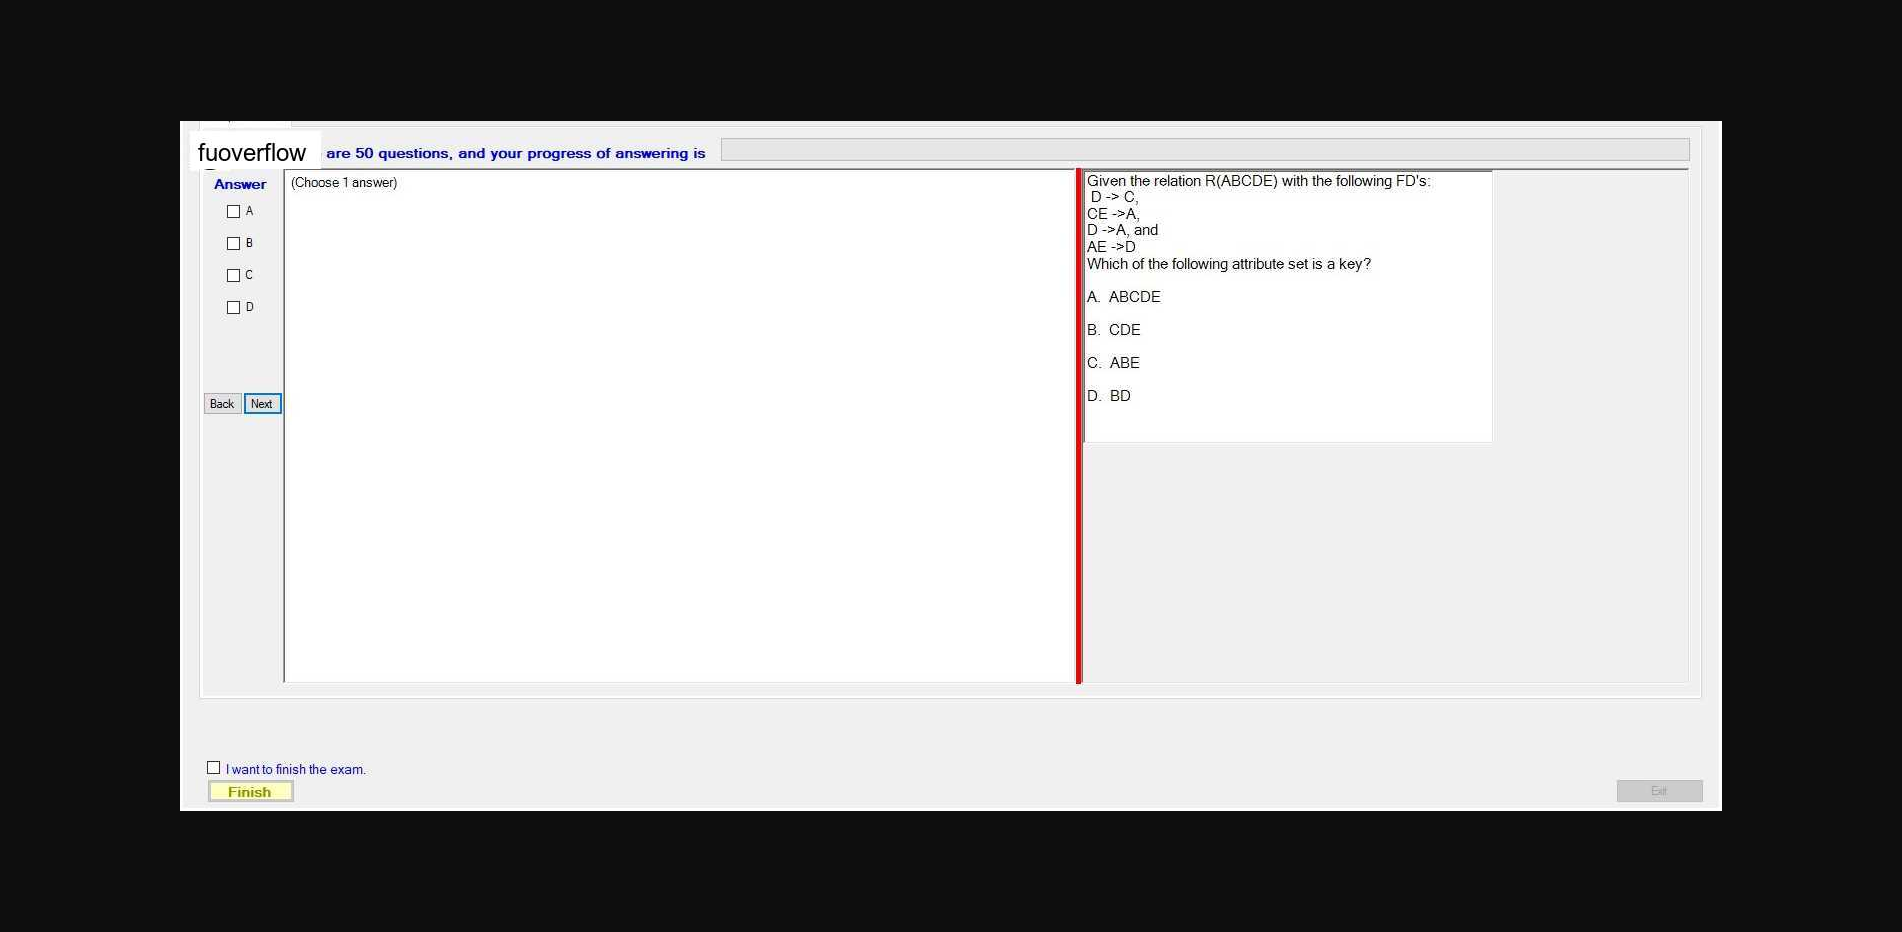 fuoverflow are 50 questions, and your progress of answering is
Answer
(Choose 1 answer)
A
B
C
D
Back Next
Given the relation R(ABCDE) with the following FD's:
D -> C,
CE ->A,
D ->A, and
AE ->D
Which of the following attribute set is a key?
A. ABCDE
B. CDE
C. ABE
D. BD
I want to finish the exam.
Finish
Exit